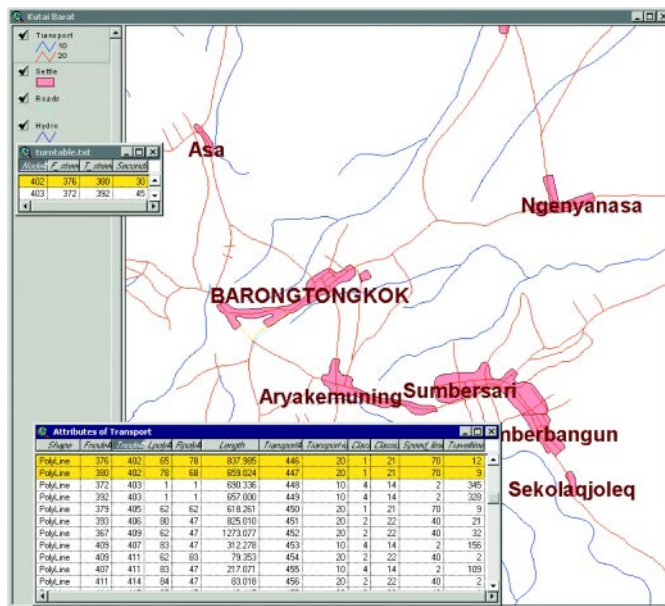 Kutai Barat
Transport
10
20
Settle
Roads
Hydro
turntable.txt
402 376 380 30
403 372 392 45
Asa
Ngenyanasa
BARONGTONGKOK
Aryakemuning
Sumbersari
mberbangun
Sekolaqjoleq
Attributes of Transport
Shape Length
PolyLine 376 402 65 78 837.985 446 20 1 21 70 12
PolyLine 380 402 78 68 659.024 447 20 1 21 70 9
PolyLine 372 403 1 1 690.336 448 10 4 14 2 345
PolyLine 392 403 1 1 657.000 449 10 4 14 2 328
PolyLine 379 405 62 62 618.261 450 20 1 21 70 9
PolyLine 393 406 80 47 825.010 451 20 2 22 40 21
PolyLine 367 409 62 47 1273.077 452 20 2 22 40 32
PolyLine 409 407 83 47 312.278 453 10 4 14 2 156
PolyLine 409 411 62 83 79.353 454 20 2 22 40 2
PolyLine 407 411 83 47 217.071 455 10 4 14 2 109
PolyLine 411 414 84 47 83.018 456 20 2 22 40 2